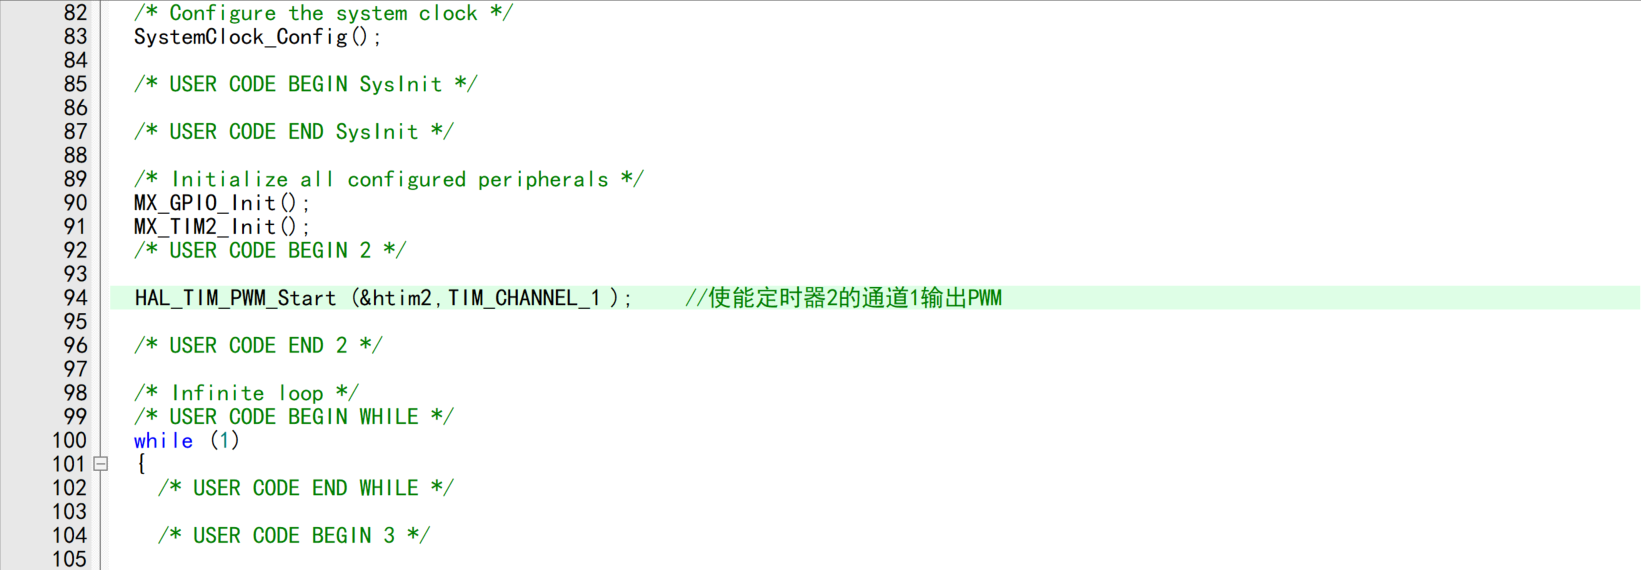 82 /* Configure the system clock */
83 SystemClock_Config();
84
85 /* USER CODE BEGIN SysInit */
86
87 /* USER CODE END SysInit */
88
89 /* Initialize all configured peripherals */
90 MX_GPIO_Init();
91 MX_TIM2_Init();
92 /* USER CODE BEGIN 2 */
93
94 HAL_TIM_PWM_Start (&htim2,TIM_CHANNEL_1 ); //使能定时器2的通道1输出PWM
95
96 /* USER CODE END 2 */
97
98 /* Infinite loop */
99 /* USER CODE BEGIN WHILE */
100 while (1)
101 {
102 /* USER CODE END WHILE */
103
104 /* USER CODE BEGIN 3 */
105